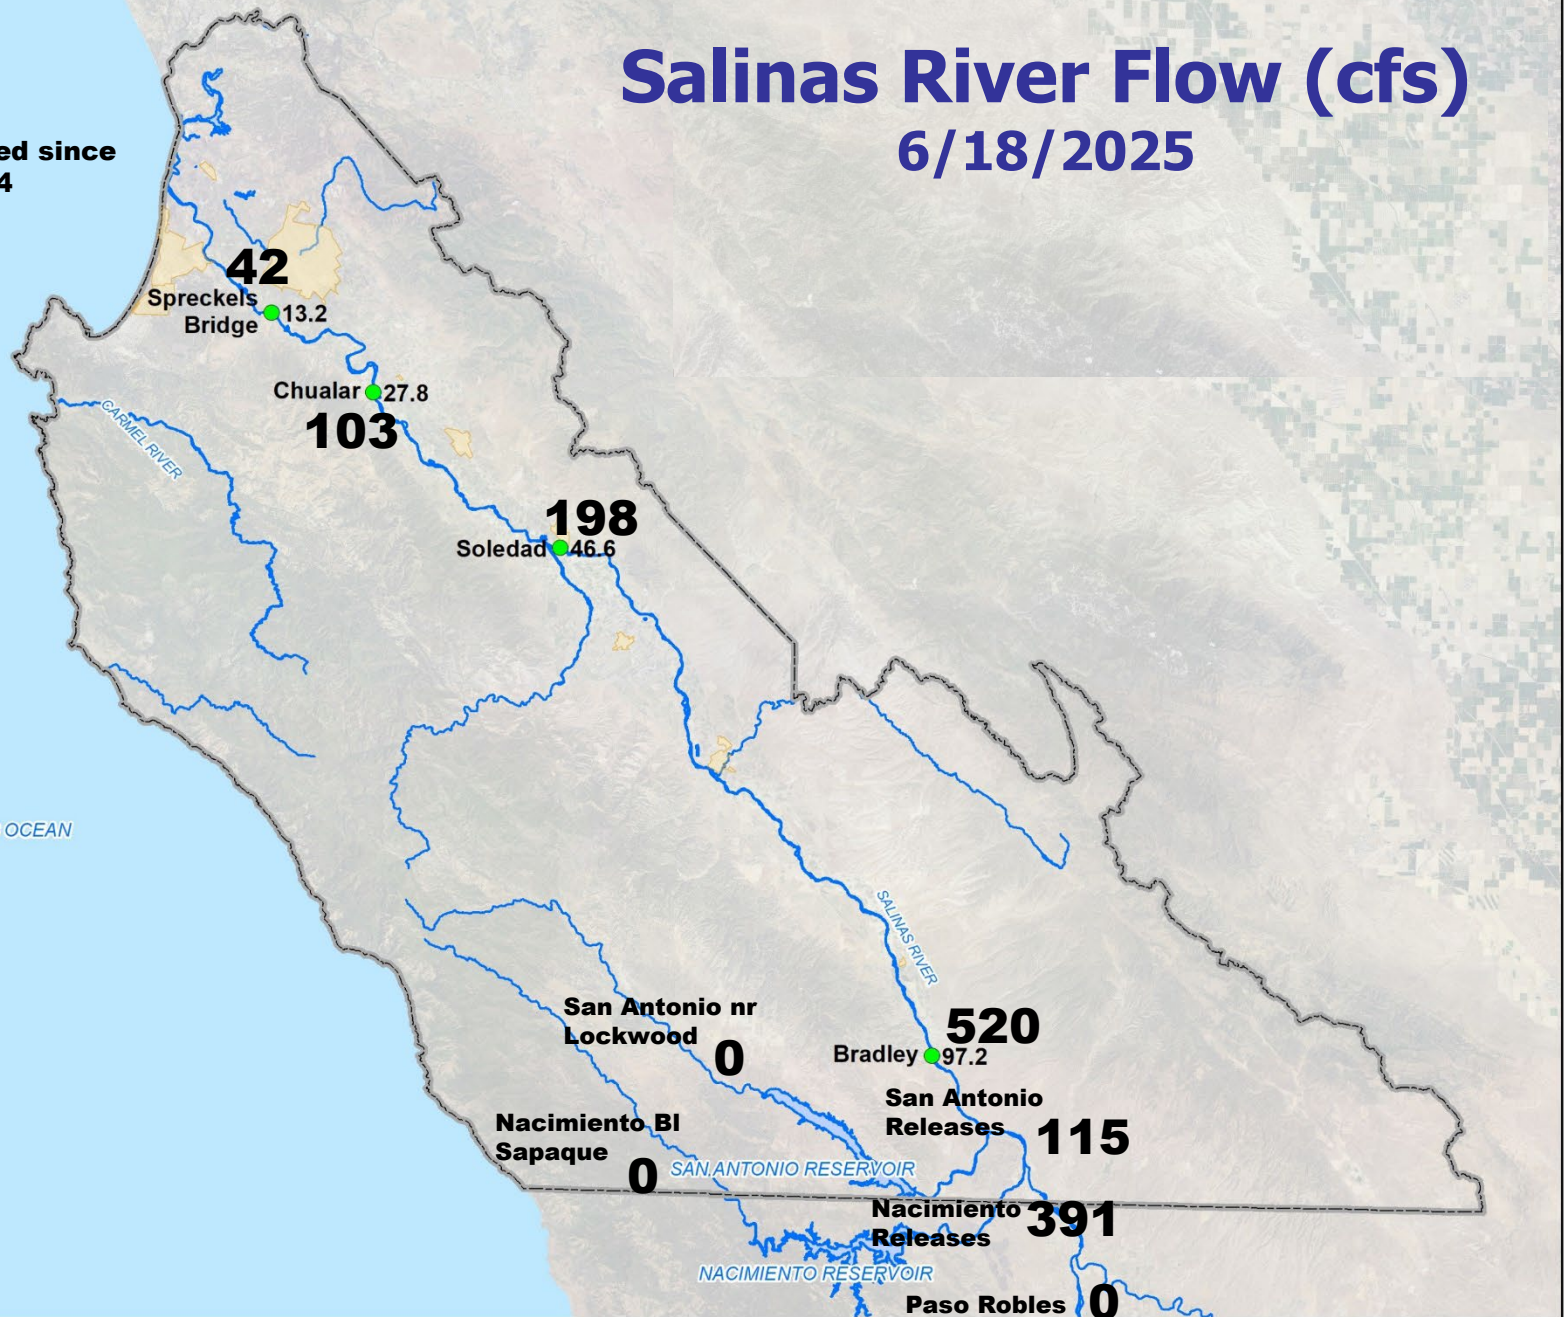 Salinas River Flow (cfs)
6/18/2025
ed since
4
42
Spreckels
Bridge
13.2
Chualar
27.8
103
CARMEL RIVER
198
Soledad
46.6
OCEAN
SALINAS RIVER
San Antonio nr
Lockwood
0
520
Bradley
97.2
San Antonio
Releases
115
Nacimiento Bl
Sapaque
0
SAN ANTONIO RESERVOIR
Nacimiento
Releases
391
NACIMIENTO RESERVOIR
Paso Robles
0